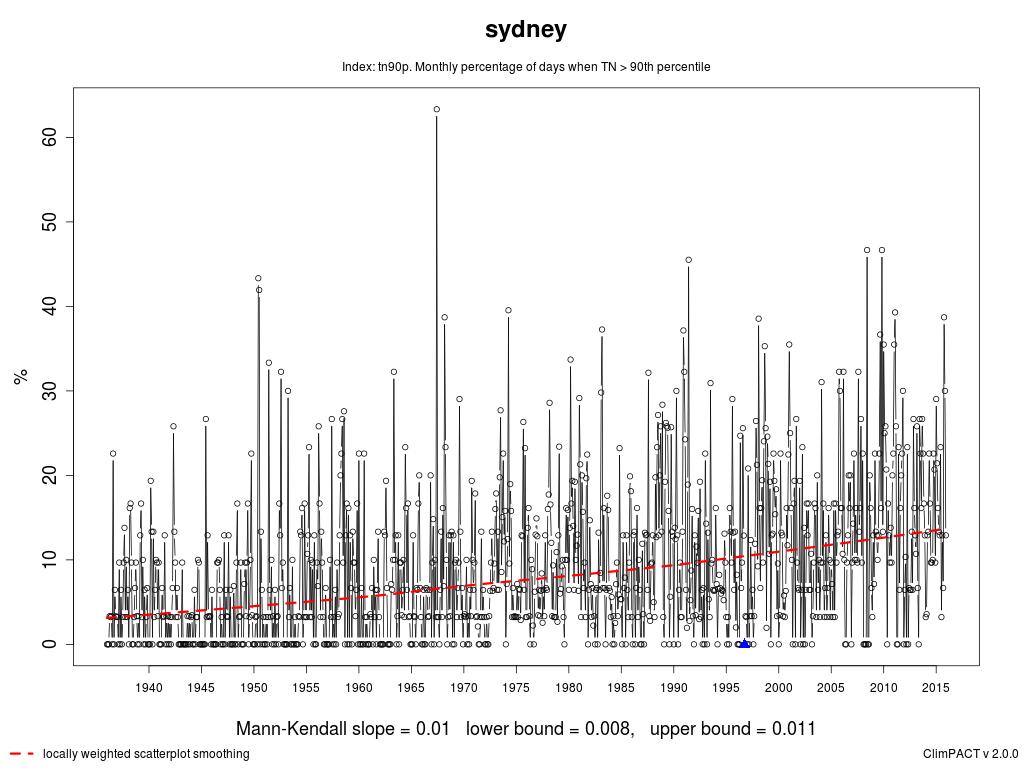 sydney
Index: tn90p. Monthly percentage of days when TN > 90th percentile
%
60
50
40
30
20
10
0
1940 1945 1950 1955 1960 1965 1970 1975 1980 1985 1990 1995 2000 2005 2010 2015
Mann-Kendall slope = 0.01 lower bound = 0.008, upper bound = 0.011
locally weighted scatterplot smoothing
ClimPACT v 2.0.0